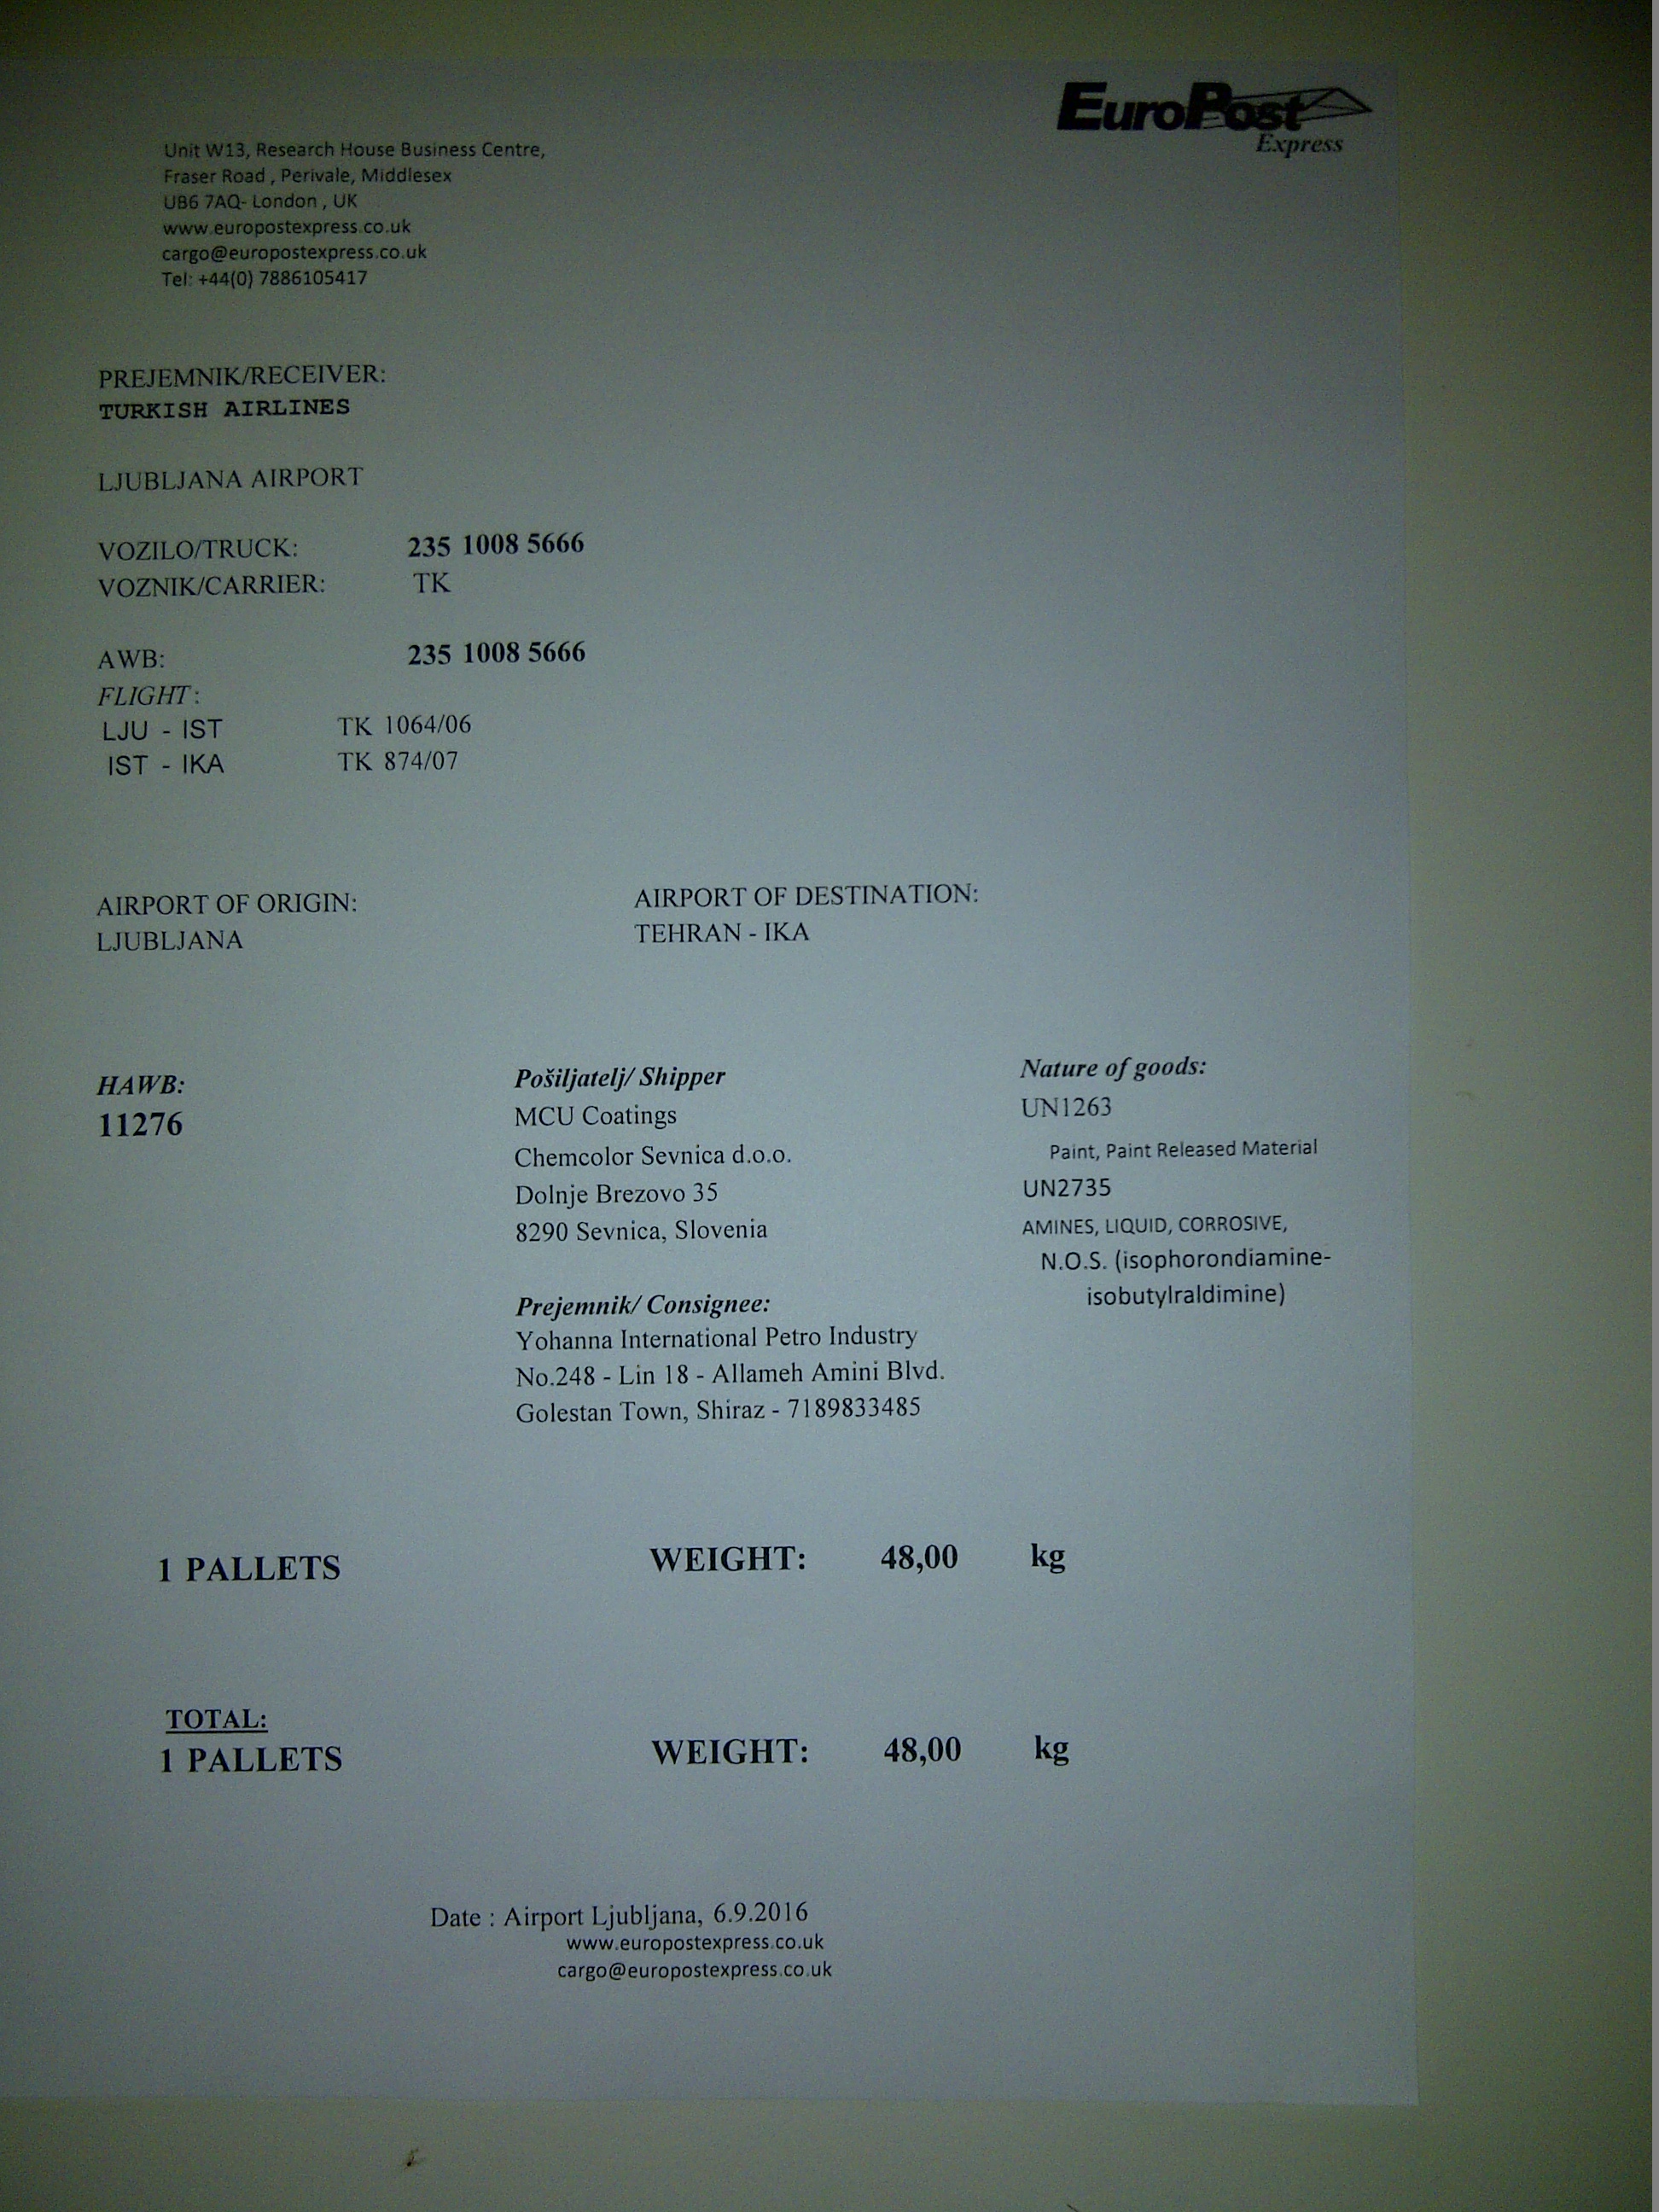 EuroPost
Express
Unit W13, Research House Business Centre,
Fraser Road , Perivale, Middlesex
UB6 7AQ- London , UK
www.europostexpress.co.uk
cargo@europostexpress.co.uk
Tel: +44(0) 7886105417
PREJEMNIK/RECEIVER:
TURKISH AIRLINES
LJUBLJANA AIRPORT
VOZILO/TRUCK: 235 1008 5666
VOZNIK/CARRIER: TK
AWB: 235 1008 5666
FLIGHT:
LJU - IST TK 1064/06
IST - IKA TK 874/07
AIRPORT OF ORIGIN:
LJUBLJANA
AIRPORT OF DESTINATION:
TEHRAN - IKA
HAWB:
11276
Pošiljatelj/ Shipper
MCU Coatings
Chemcolor Sevnica d.o.o.
Dolnje Brezovo 35
8290 Sevnica, Slovenia
Prejemnik/ Consignee:
Yohanna International Petro Industry
No.248 - Lin 18 - Allameh Amini Blvd.
Golestan Town, Shiraz - 7189833485
Nature of goods:
UN1263
Paint, Paint Released Material
UN2735
AMINES, LIQUID, CORROSIVE,
N.O.S. (isophorondiamine-
isobutylraldimine)
1 PALLETS WEIGHT: 48,00 kg
TOTAL:
1 PALLETS WEIGHT: 48,00 kg
Date : Airport Ljubljana, 6.9.2016
www.europostexpress.co.uk
cargo@europostexpress.co.uk